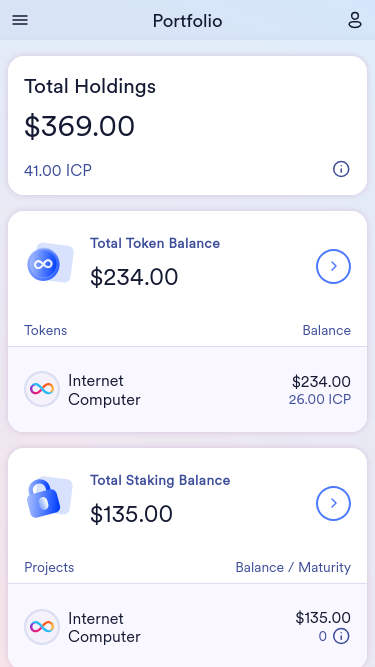 Portfolio
Total Holdings
$369.00
41.00 ICP
Total Token Balance
$234.00
Tokens Balance
Internet Computer $234.00
26.00 ICP
Total Staking Balance
$135.00
Projects Balance / Maturity
Internet Computer $135.00
0